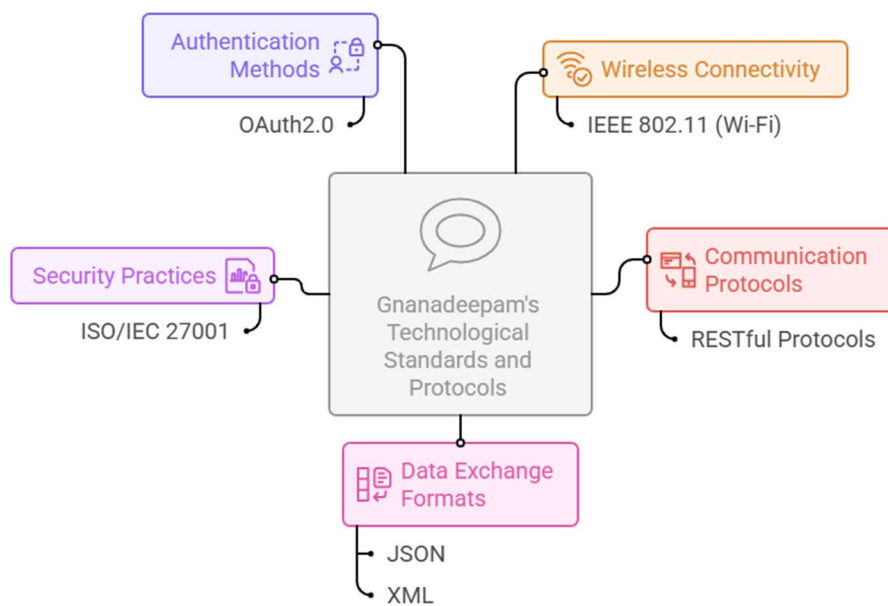 Authentication
Methods
OAuth2.0
Wireless Connectivity
IEEE 802.11 (Wi-Fi)
Security Practices
ISO/IEC 27001
Gnanadeepam's
Technological
Standards and
Protocols
Communication
Protocols
RESTful Protocols
Data Exchange
Formats
JSON
XML